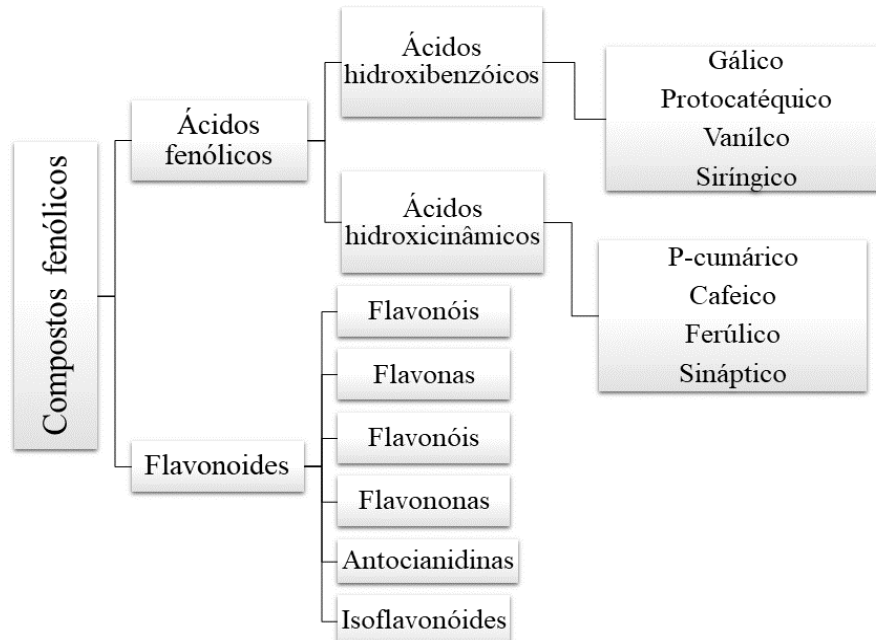 Compostos fenólicos
Ácidos
fenólicos
Ácidos
hidroxibenzóicos
Gálico
Protocatéquico
Vanílco
Siríngico
Ácidos
hidroxicinâmicos
P-cumárico
Cafeico
Ferúlico
Sináptico
Flavonoides
Flavonóis
Flavonas
Flavonóis
Flavononas
Antocianidinas
Isoflavonóides